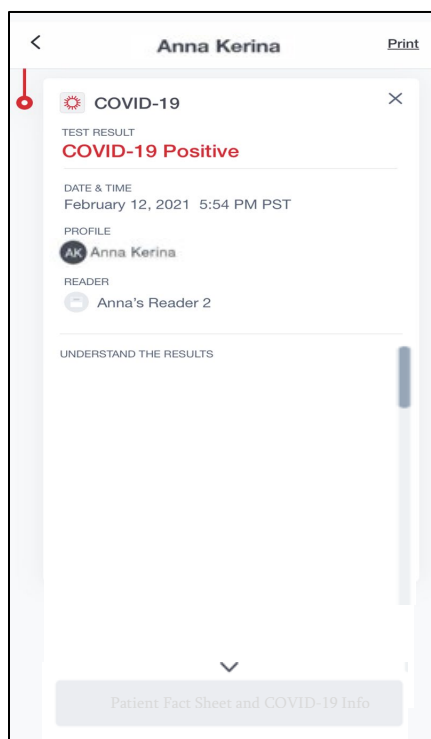 Anna Kerina
Print
COVID-19
TEST RESULT
COVID-19 Positive
DATE & TIME
February 12, 2021 5:54 PM PST
PROFILE
AK Anna Kerina
READER
Anna's Reader 2
UNDERSTAND THE RESULTS
Patient Fact Sheet and COVID-19 Info